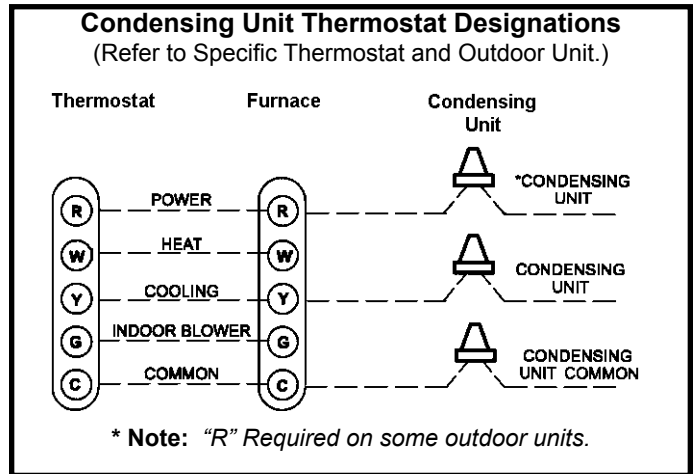 Condensing Unit Thermostat Designations
(Refer to Specific Thermostat and Outdoor Unit.)
Thermostat Furnace Condensing
Unit
R POWER R *CONDENSING
UNIT
W HEAT W
Y COOLING Y CONDENSING
UNIT
G INDOOR BLOWER G
C COMMON C CONDENSING
UNIT COMMON
* Note: "R" Required on some outdoor units.